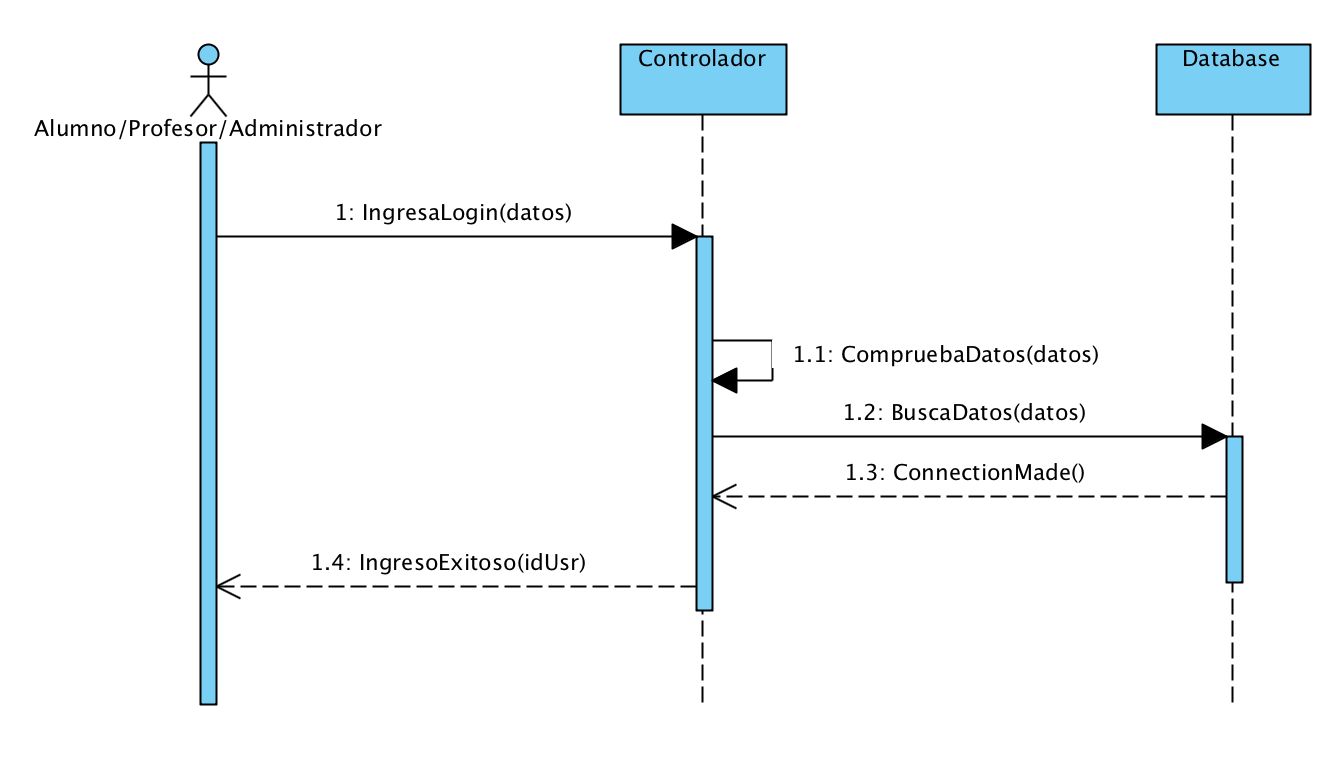 Controlador
Database
Alumno/Profesor/Administrador
1: IngresaLogin(datos)
1.1: CompruebaDatos(datos)
1.2: BuscaDatos(datos)
1.3: ConnectionMade()
1.4: IngresoExitoso(idUsr)